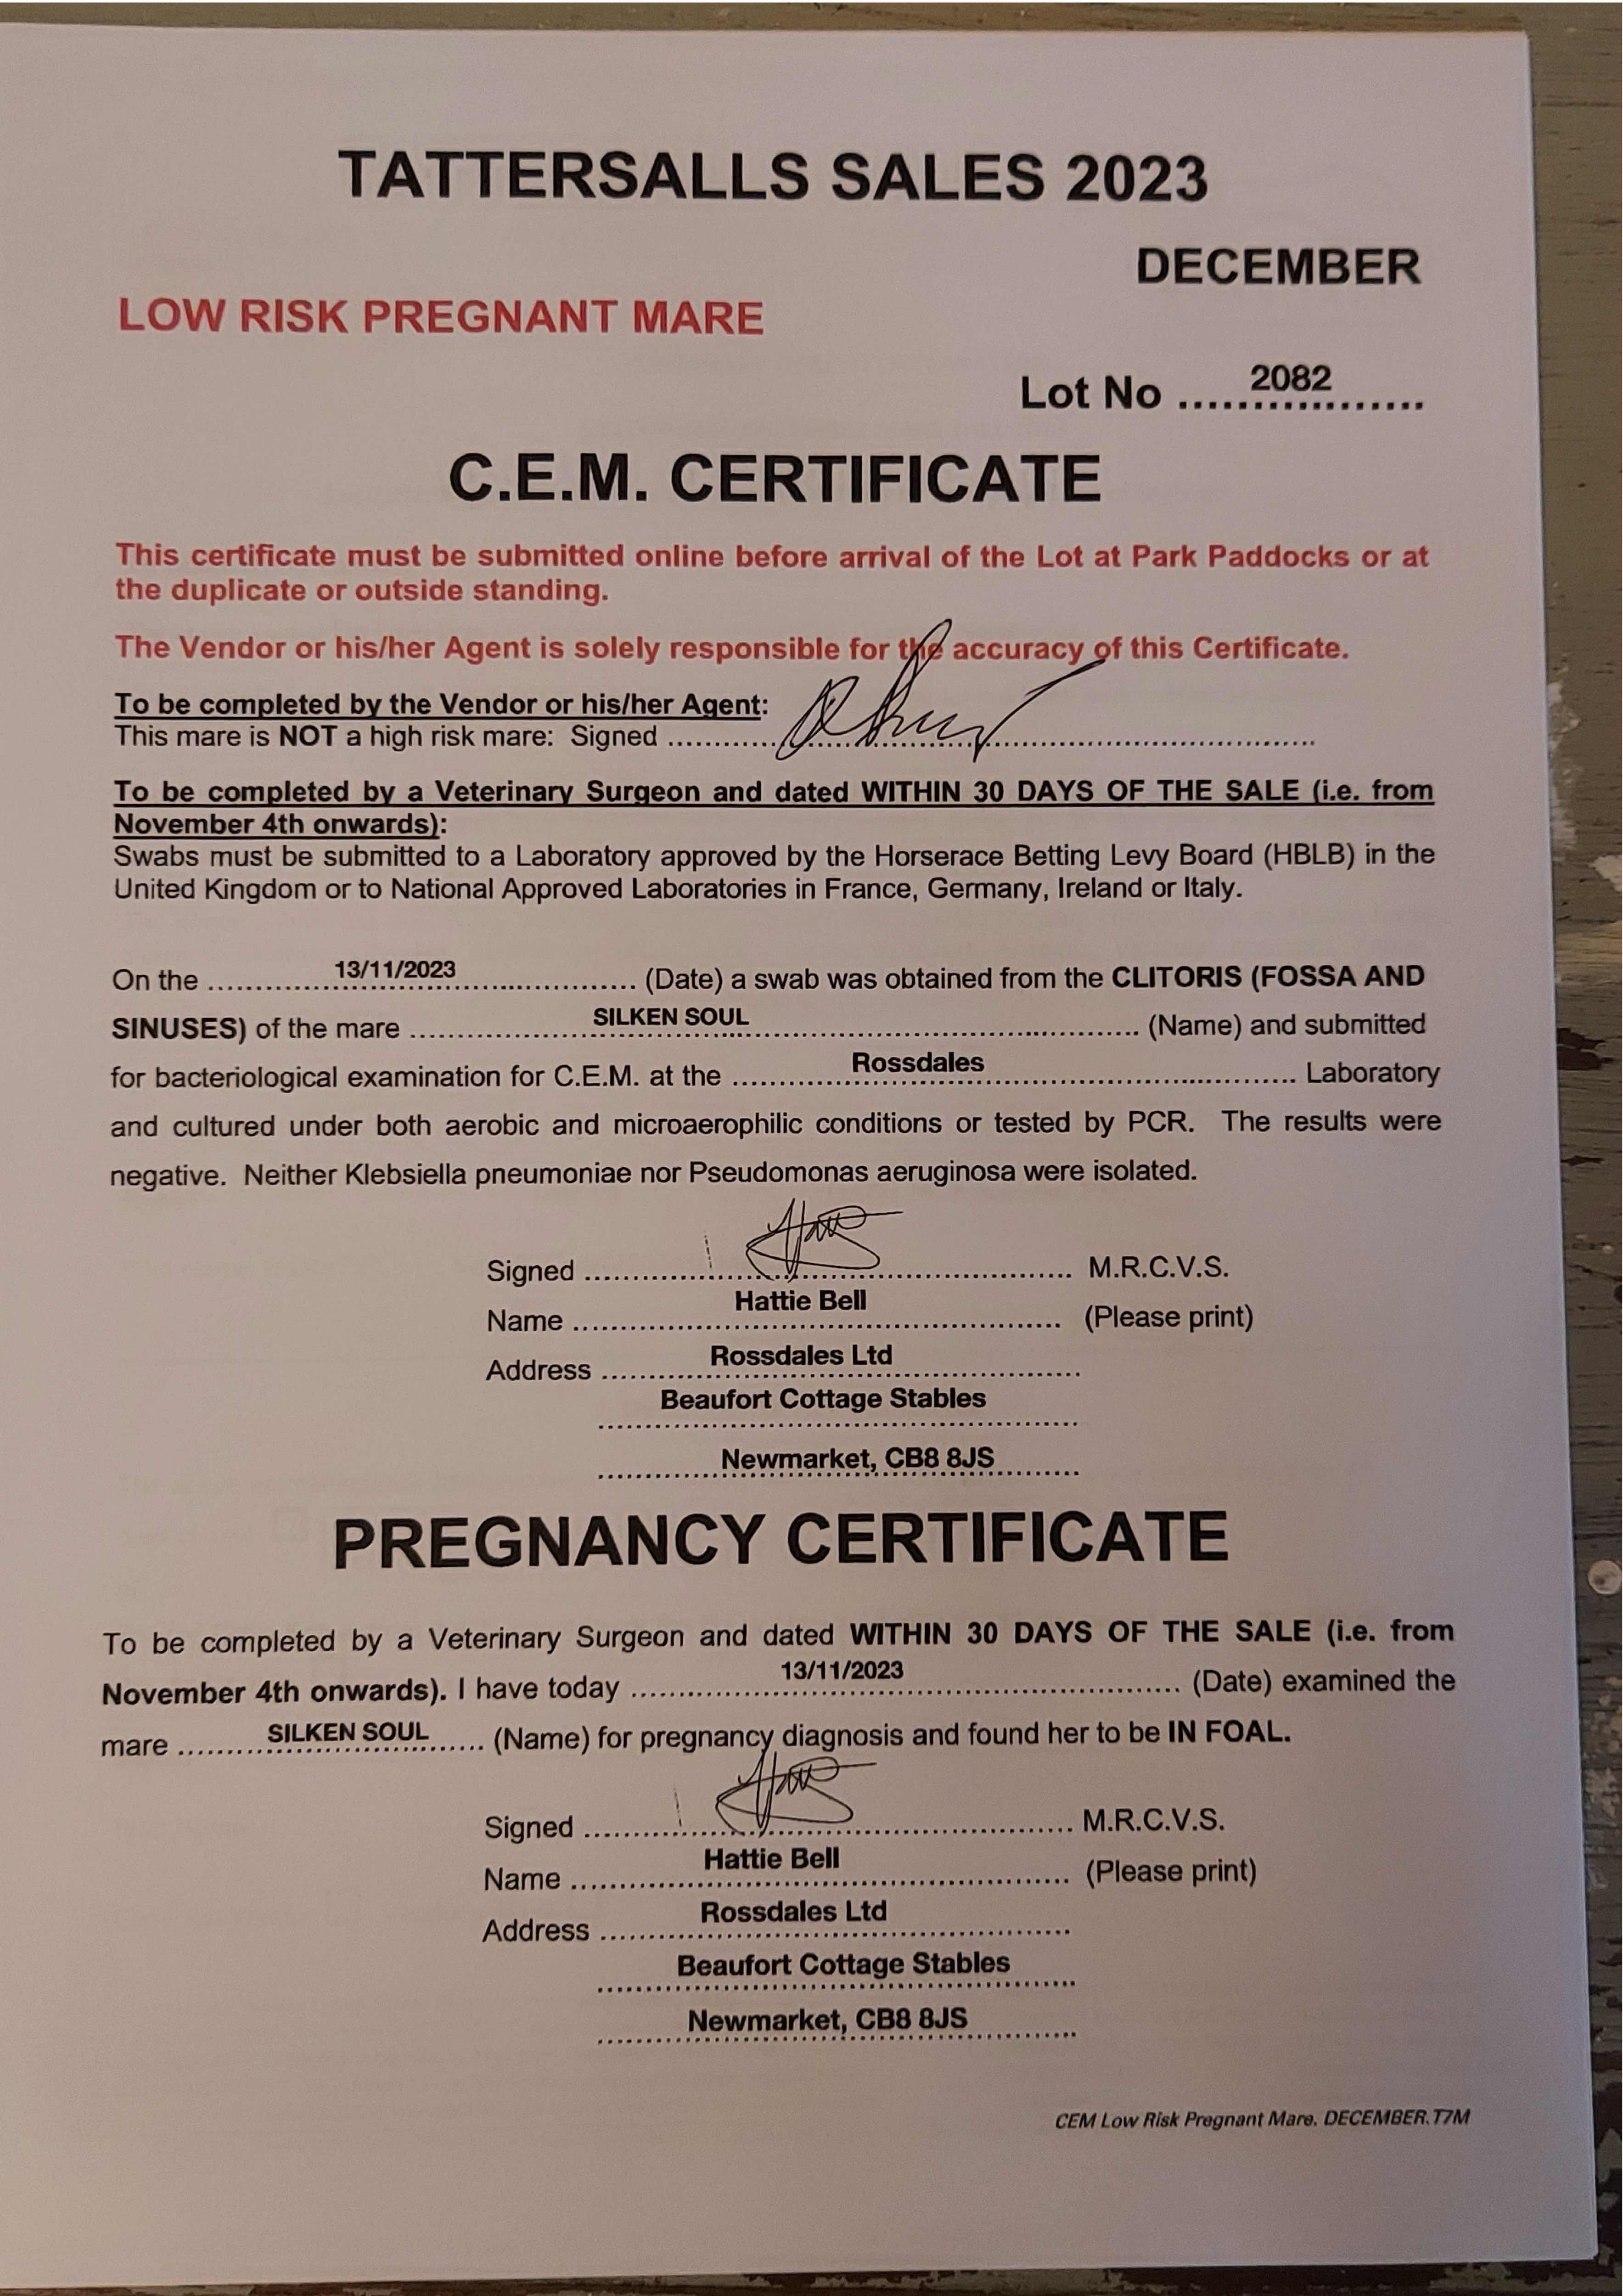 TATTERSALLS SALES 2023
DECEMBER
LOW RISK PREGNANT MARE
Lot No ..... 2082 .....
C.E.M. CERTIFICATE
This certificate must be submitted online before arrival of the Lot at Park Paddocks or at
the duplicate or outside standing.
The Vendor or his/her Agent is solely responsible for the accuracy of this Certificate.
To be completed by the Vendor or his/her Agent:
This mare is NOT a high risk mare: Signed ..........
To be completed by a Veterinary Surgeon and dated WITHIN 30 DAYS OF THE SALE (i.e. from
November 4th onwards):
Swabs must be submitted to a Laboratory approved by the Horserace Betting Levy Board (HBLB) in the
United Kingdom or to National Approved Laboratories in France, Germany, Ireland or Italy.
On the ..... 13/11/2023 ..... (Date) a swab was obtained from the CLITORIS (FOSSA AND
SINUSES) of the mare ..... SILKEN SOUL ..... (Name) and submitted
for bacteriological examination for C.E.M. at the ..... Rossdales ..... Laboratory
and cultured under both aerobic and microaerophilic conditions or tested by PCR. The results were
negative. Neither Klebsiella pneumoniae nor Pseudomonas aeruginosa were isolated.
Signed .......... M.R.C.V.S.
Name ..... Hattie Bell ..... (Please print)
Address ..... Rossdales Ltd .....
Beaufort Cottage Stables
Newmarket, CB8 8JS
PREGNANCY CERTIFICATE
To be completed by a Veterinary Surgeon and dated WITHIN 30 DAYS OF THE SALE (i.e. from
November 4th onwards). I have today ..... 13/11/2023 ..... (Date) examined the
mare ..... SILKEN SOUL ..... (Name) for pregnancy diagnosis and found her to be IN FOAL.
Signed .......... M.R.C.V.S.
Name ..... Hattie Bell ..... (Please print)
Address ..... Rossdales Ltd .....
Beaufort Cottage Stables
Newmarket, CB8 8JS
CEM Low Risk Pregnant Mare. DECEMBER.T7M